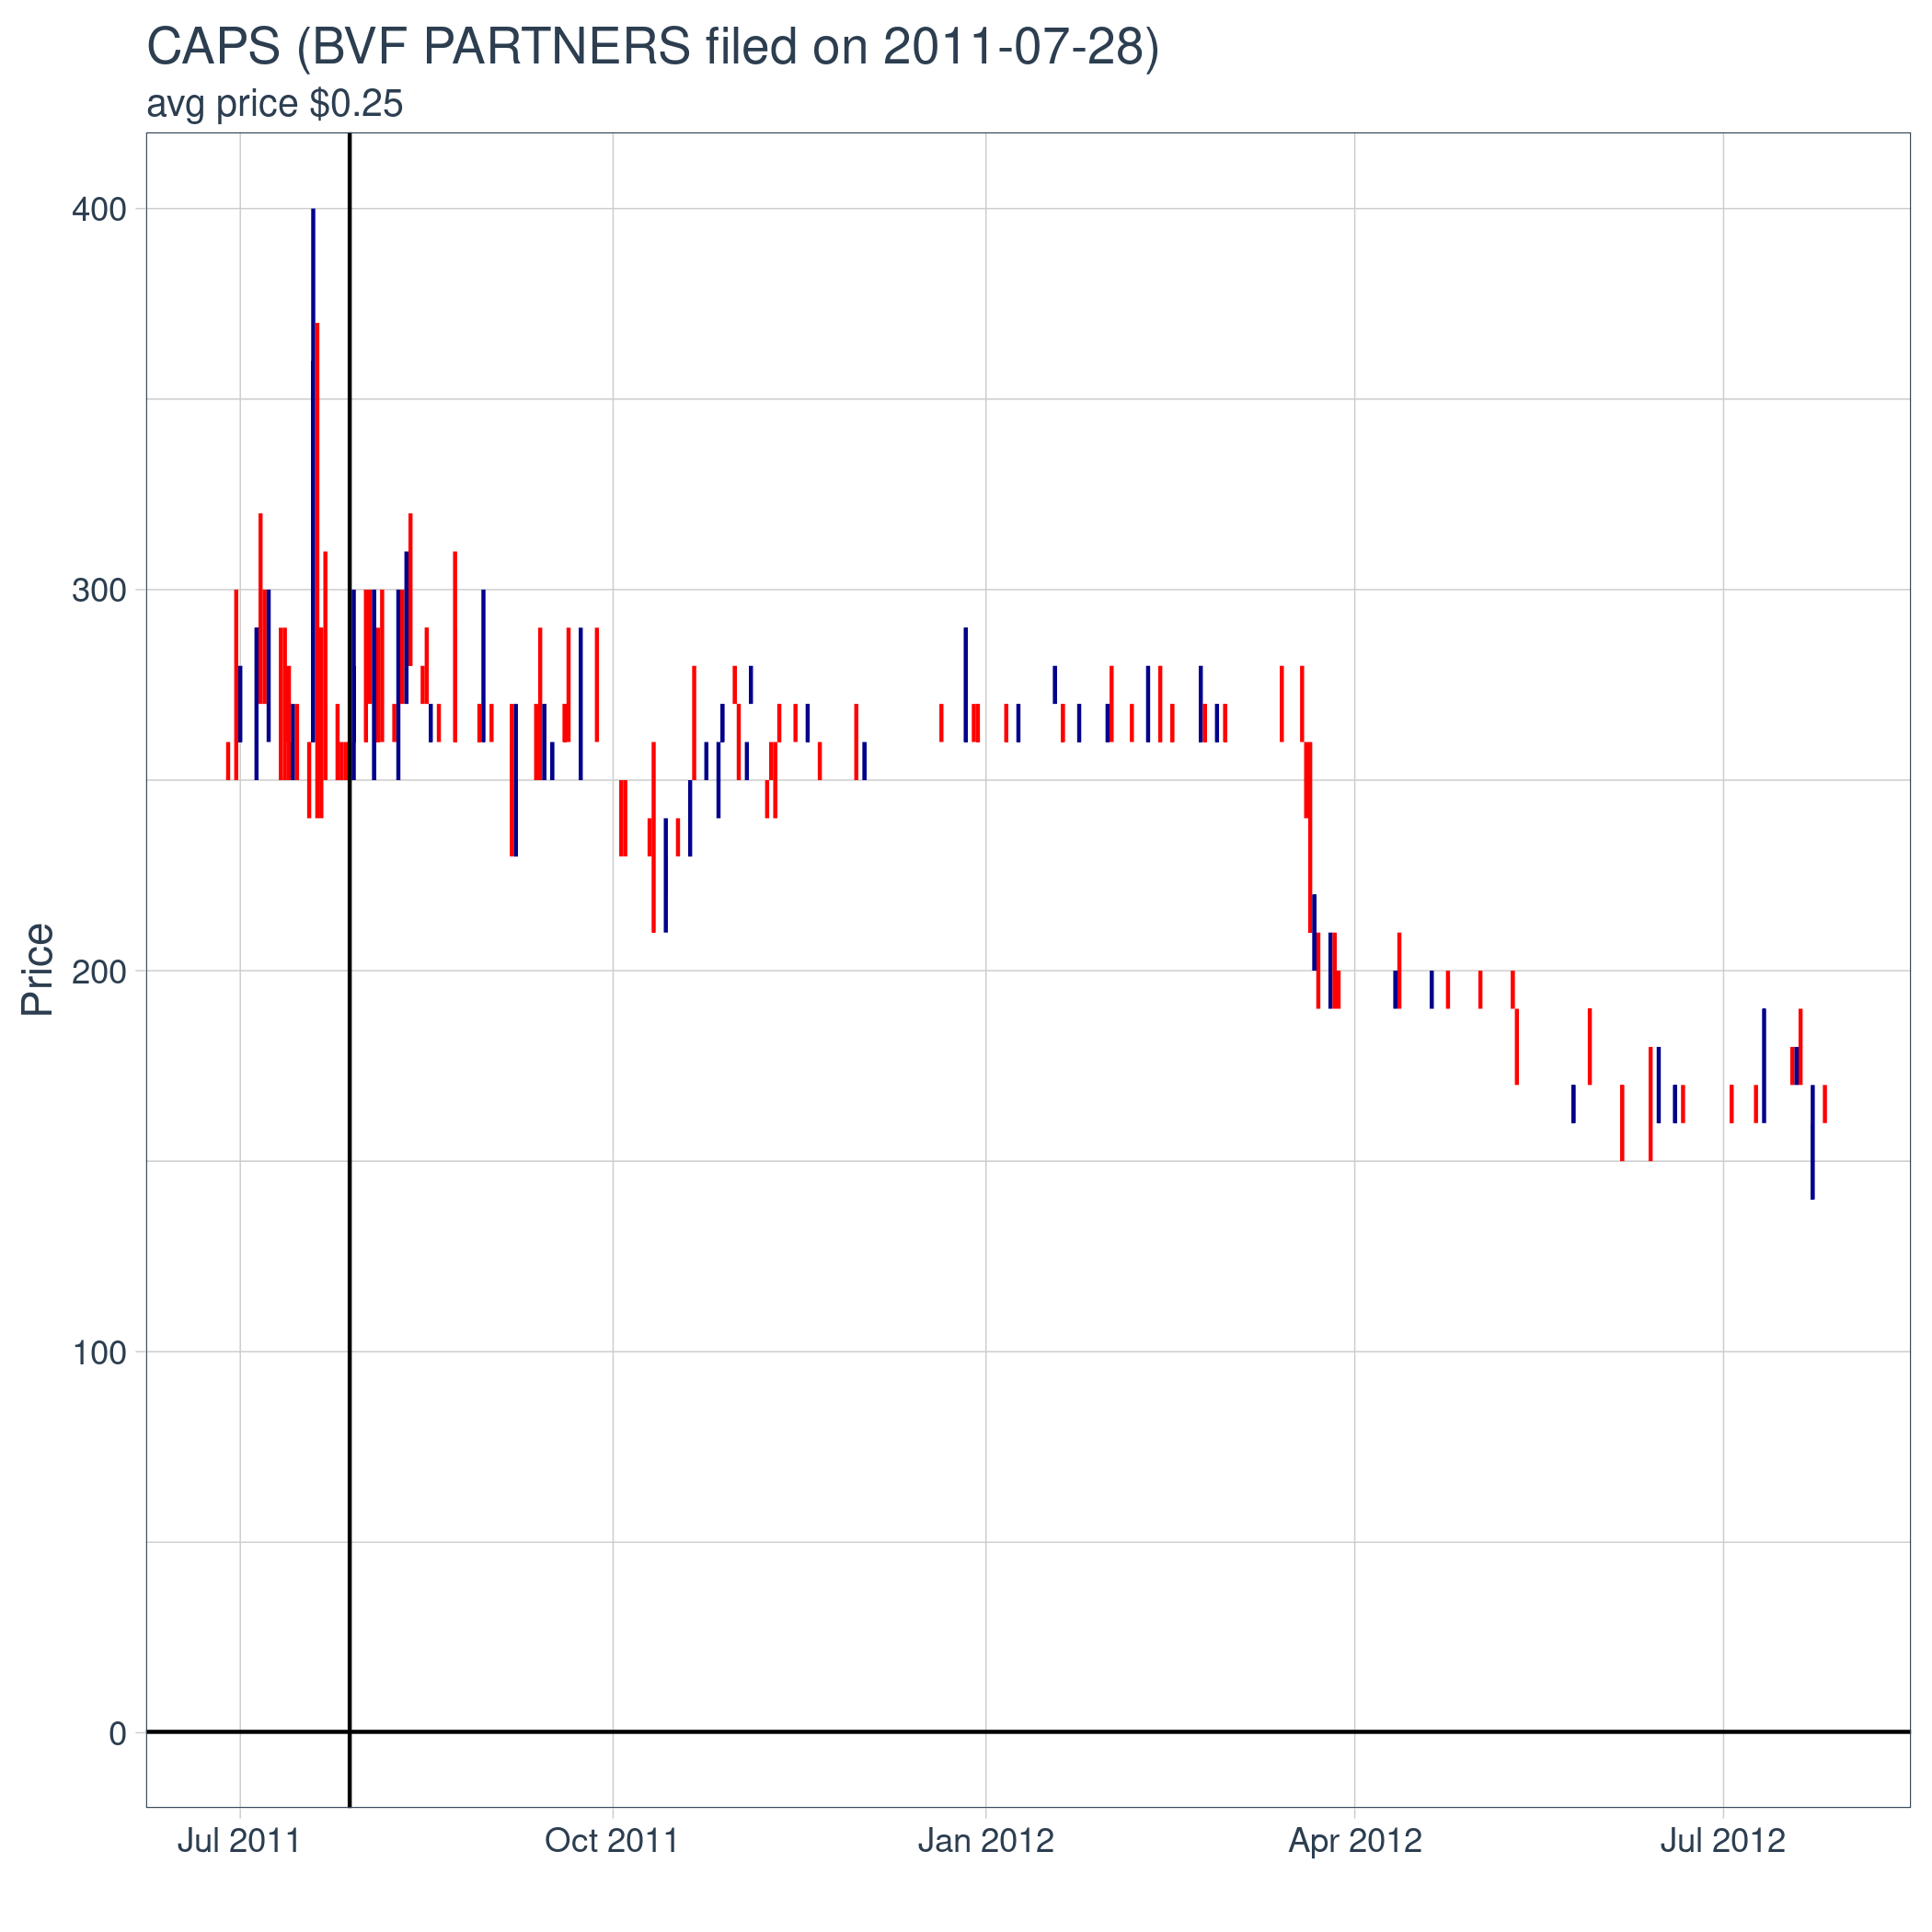 CAPS (BVF PARTNERS filed on 2011-07-28)
avg price $0.25
400
300
200
100
0
Price
Jul 2011
Oct 2011
Jan 2012
Apr 2012
Jul 2012